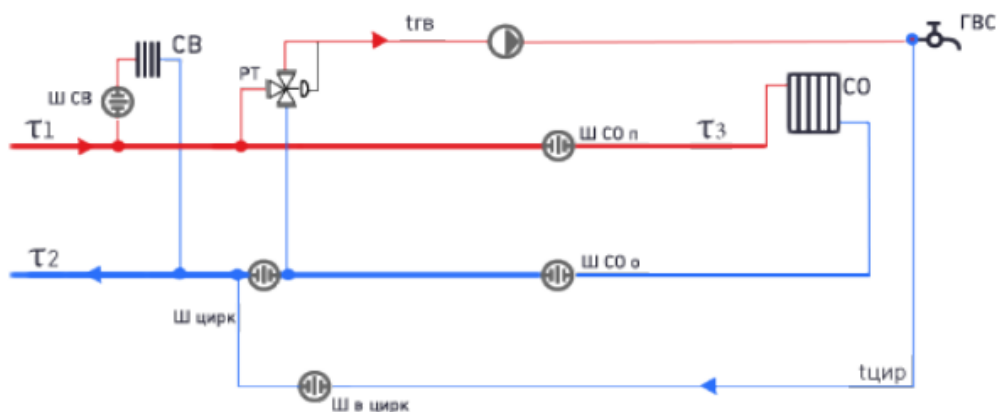 tгв
ГВС
СВ
РТ
Ш СВ
СО
τ1
Ш СО п
τ3
τ2
Ш СО о
Ш цирк
tцир
Ш в цирк